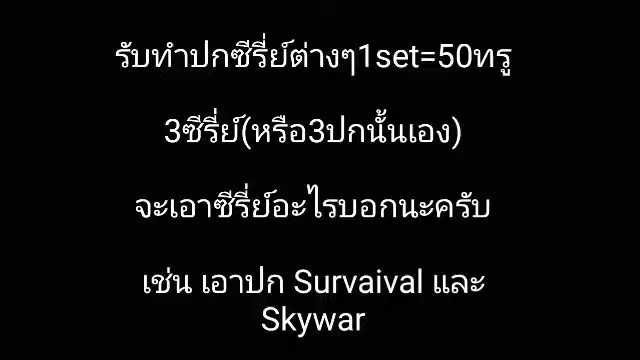 รับทำปกซีรี่ย์ต่างๆ1set=50ทรู
3ซีรี่ย์(หรือ3ปกนั้นเอง)
จะเอาซีรี่ย์อะไรบอกนะครับ
เช่น เอาปก Survaival และ
Skywar